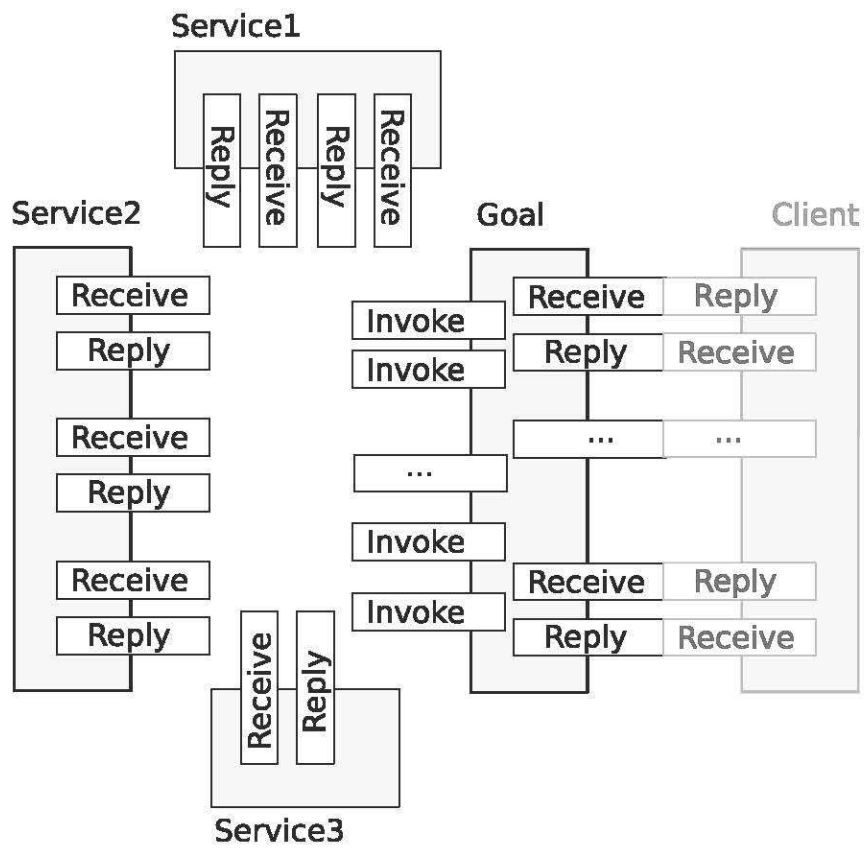 Service1
Reply
Receive
Reply
Receive
Service2
Receive
Reply
Receive
Reply
Receive
Reply
Goal
Invoke
Invoke
...
Invoke
Invoke
Receive
Reply
...
Receive
Reply
Client
Reply
Receive
...
Reply
Receive
Receive
Reply
Service3